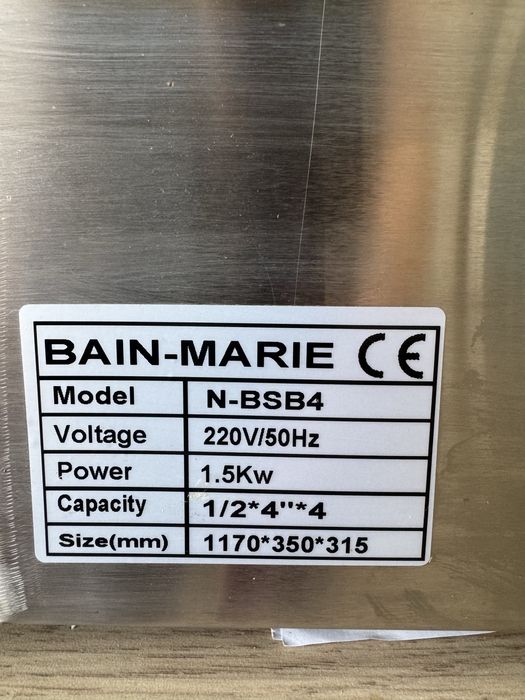 BAIN-MARIE CE
Model N-BSB4
Voltage 220V/50Hz
Power 1.5Kw
Capacity 1/2*4"*4
Size(mm) 1170*350*315